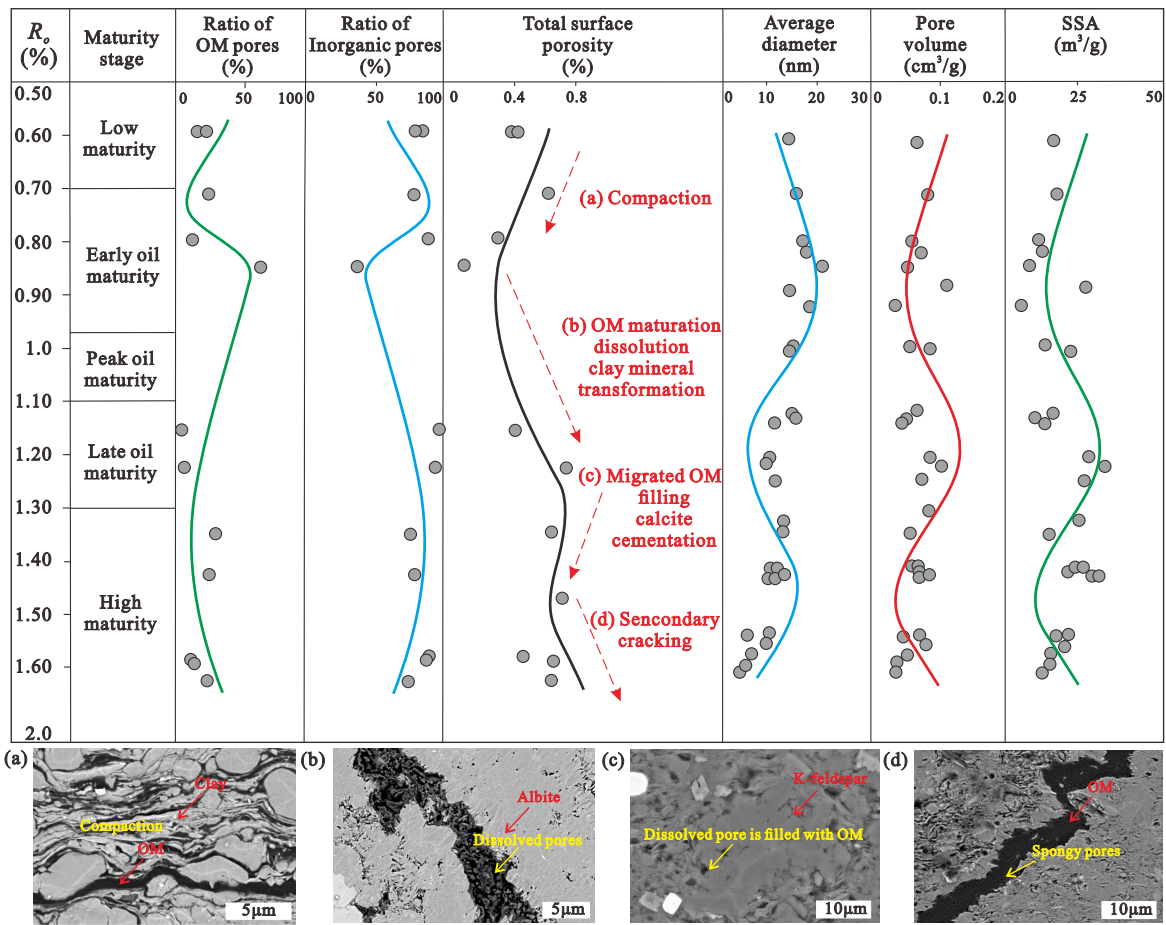 Rₒ
(%)
Maturity
stage
Ratio of
OM pores
(%)
Ratio of
Inorganic pores
(%)
Total surface
porosity
(%)
Average
diameter
(nm)
Pore
volume
(cm³/g)
SSA
(m³/g)
0 50 100
0 50 100
0 0.4 0.8
0 10 20 30
0 0.1 0.2
0 25 50
0.50
0.60
0.70
0.80
0.90
1.0
1.10
1.20
1.30
1.40
1.50
1.60
2.0
Low
maturity
Early oil
maturity
Peak oil
maturity
Late oil
maturity
High
maturity
(a) Compaction
(b) OM maturation
dissolution
clay mineral
transformation
(c) Migrated OM
filling
calcite
cementation
(d) Sencondary
cracking
(a)
Clay
Compaction
OM
5μm
(b)
Albite
Dissolved pores
5μm
(c)
K-feldspar
Dissolved pore is filled with OM
10μm
(d)
OM
Spongy pores
10μm